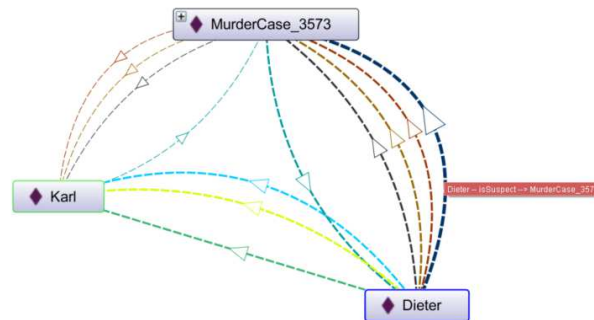 MurderCase_3573
Karl
Dieter -- isSuspect --> MurderCase_357
Dieter